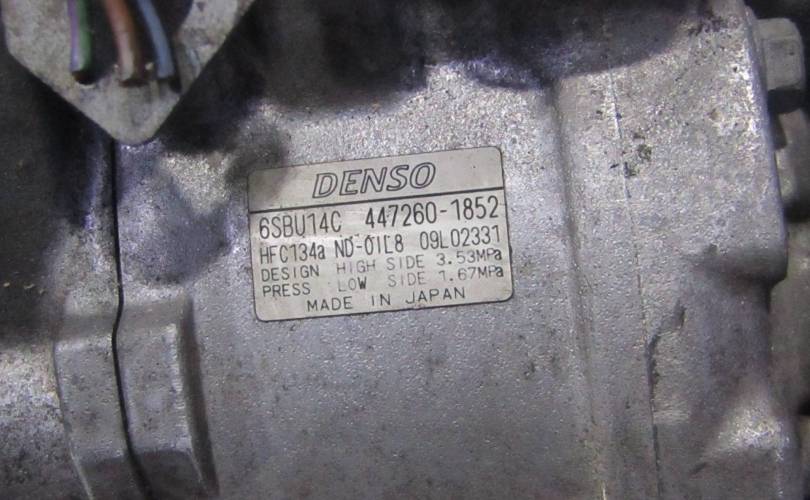 DENSO
6SBU14C 447260-1852
HFC134a ND-OIL8 09L02331
DESIGN HIGH SIDE 3.53MPa
PRESS LOW SIDE 1.67MPa
MADE IN JAPAN